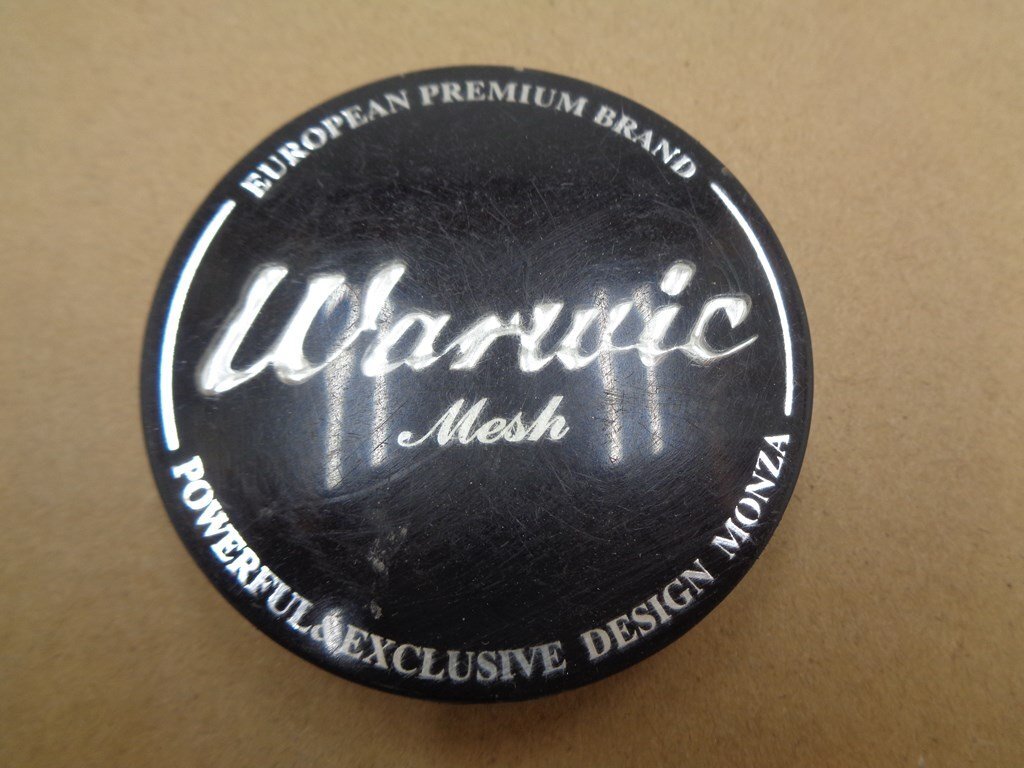 EUROPEAN PREMIUM BRAND
Warwic
Mesh
POWERFUL&EXCLUSIVE DESIGN MONZA